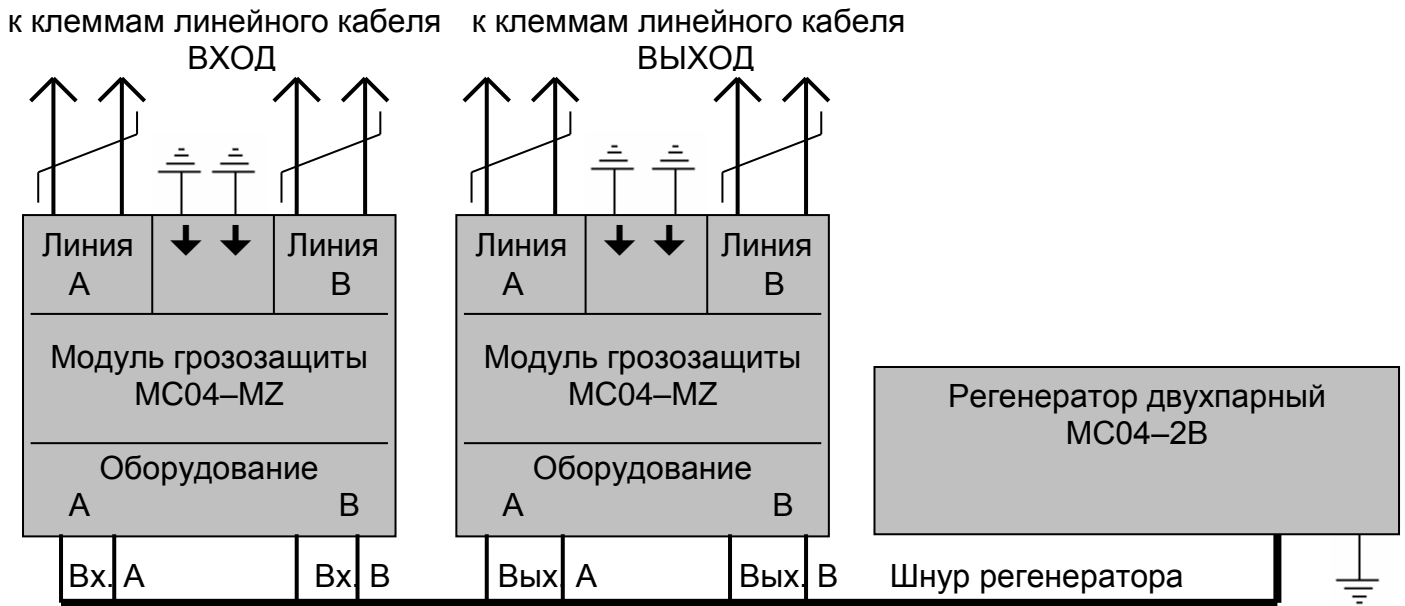 к клеммам линейного кабеля
ВХОД
к клеммам линейного кабеля
ВЫХОД
Линия
А
Линия
В
Модуль грозозащиты
МС04–MZ
Оборудование
А
В
Вх. А
Вх. В
Линия
А
Линия
В
Модуль грозозащиты
МС04–MZ
Оборудование
А
В
Вых. А
Вых. В
Регенератор двухпарный
МС04–2В
Шнур регенератора